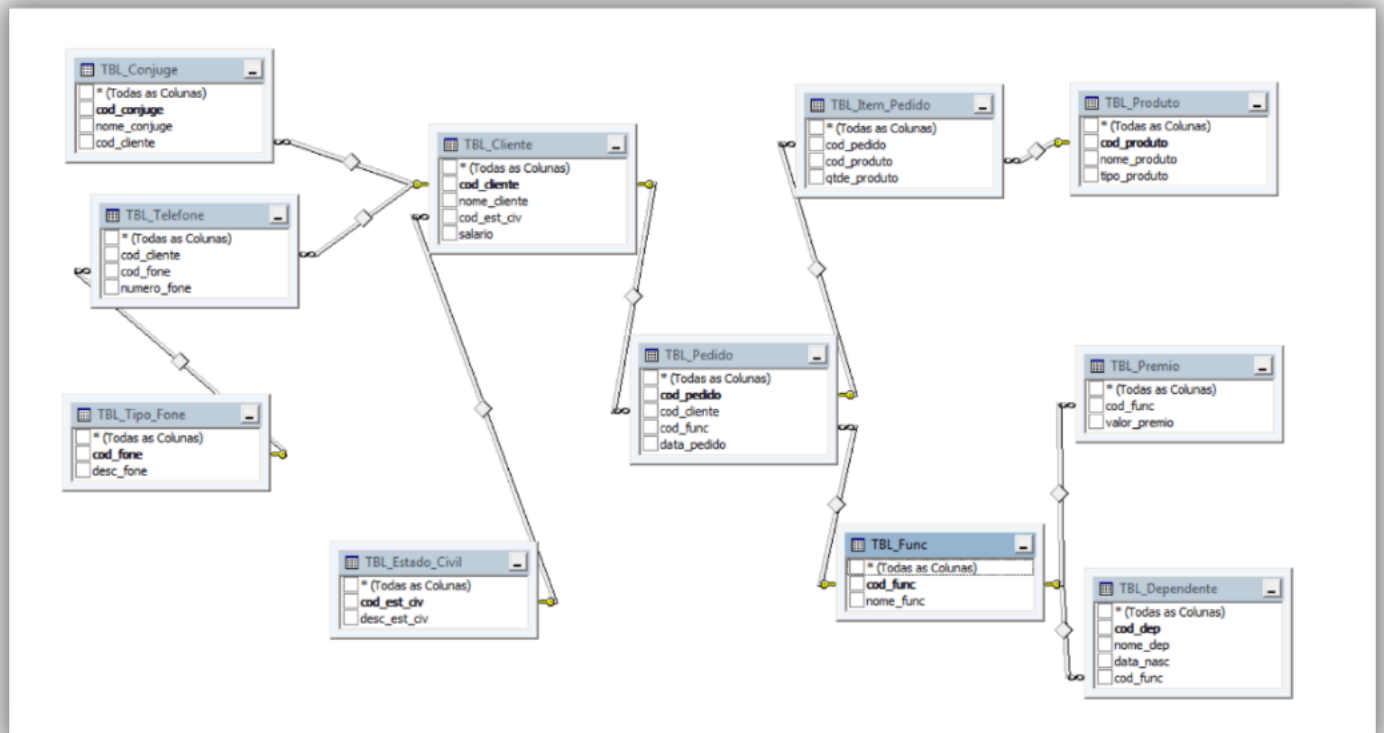 TBL_Conjuge
* (Todas as Colunas)
cod_conjuge
nome_conjuge
cod_cliente
TBL_Telefone
* (Todas as Colunas)
cod_cliente
cod_fone
numero_fone
TBL_Tipo_Fone
* (Todas as Colunas)
cod_fone
desc_fone
TBL_Cliente
* (Todas as Colunas)
cod_cliente
nome_cliente
cod_est_civ
salario
TBL_Estado_Civil
* (Todas as Colunas)
cod_est_civ
desc_est_civ
TBL_Pedido
* (Todas as Colunas)
cod_pedido
cod_cliente
cod_func
data_pedido
TBL_Item_Pedido
* (Todas as Colunas)
cod_pedido
cod_produto
qtde_produto
TBL_Produto
* (Todas as Colunas)
cod_produto
nome_produto
tipo_produto
TBL_Premio
* (Todas as Colunas)
cod_func
valor_premio
TBL_Func
* (Todas as Colunas)
cod_func
nome_func
TBL_Dependente
* (Todas as Colunas)
cod_dep
nome_dep
data_nasc
cod_func